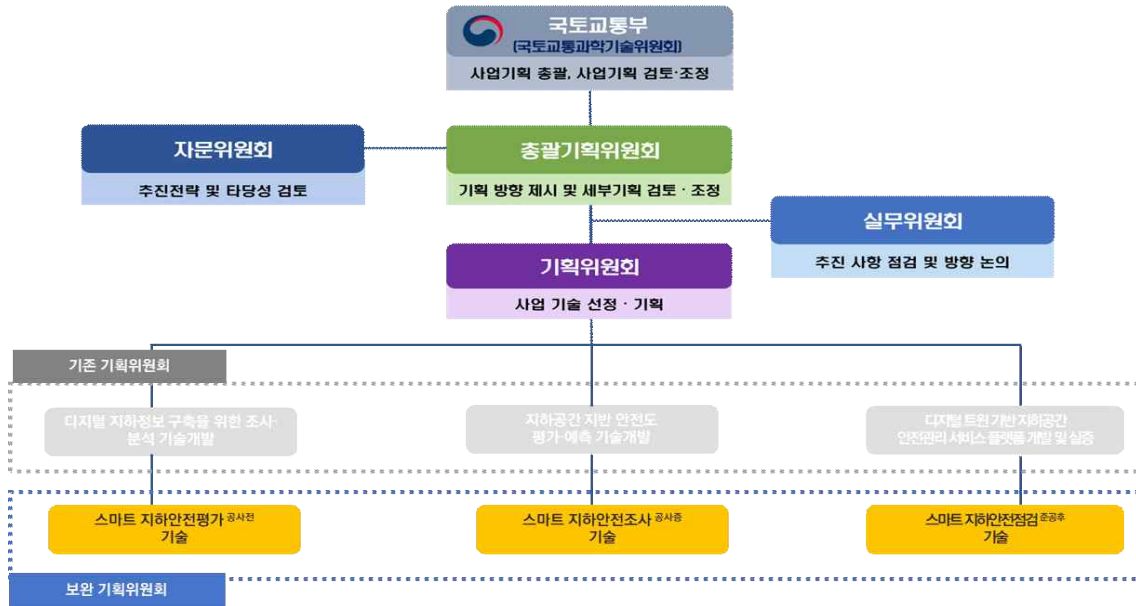 국토교통부
(국토교통과학기술위원회)
사업기획 총괄, 사업기획 검토·조정
자문위원회
추진전략 및 타당성 검토
총괄기획위원회
기획 방향 제시 및 세부기획 검토 · 조정
실무위원회
추진 사항 점검 및 방향 논의
기획위원회
사업 기술 선정 · 기획
기존 기획위원회
디지털 지하정보 구축을 위한 조사·
분석 기술개발
지하공간 지반 안전도
평가·예측 기술개발
디지털 트윈 기반 지하공간
안전관리 서비스 플랫폼 개발 및 실증
스마트 지하안전평가 공사전
기술
스마트 지하안전조사 공사중
기술
스마트 지하안전점검 준공후
기술
보완 기획위원회